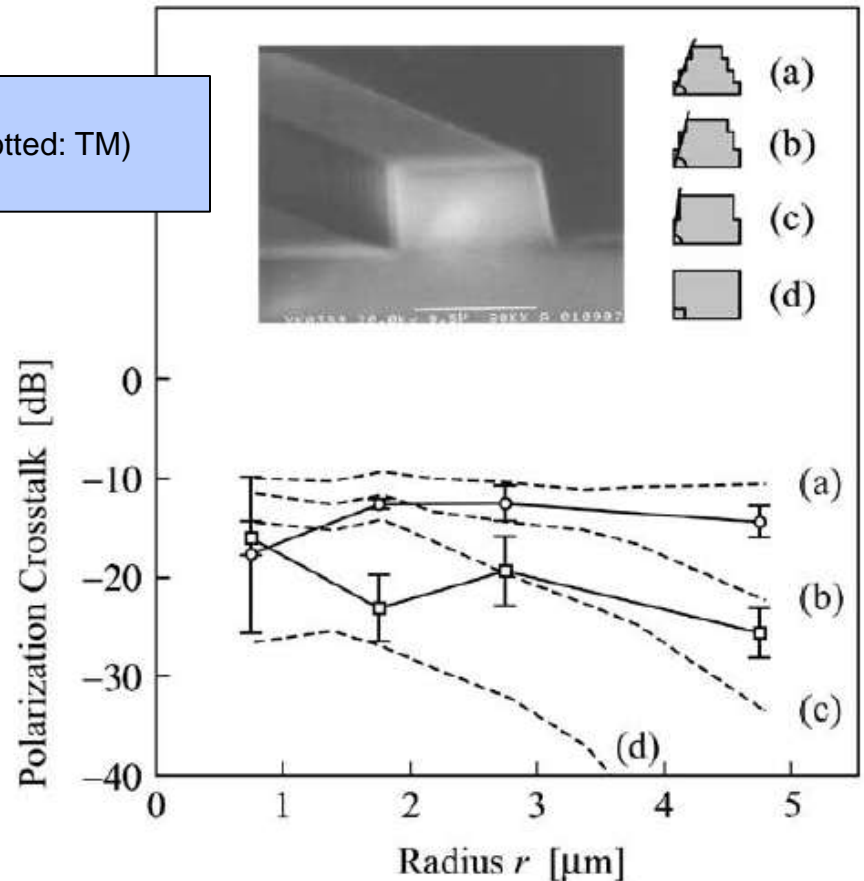 otted: TM)
(a)
(b)
(c)
(d)
0
−10
−20
−30
−40
(a)
(b)
(c)
(d)
0 1 2 3 4 5
Polarization Crosstalk [dB]
Radius r [μm]